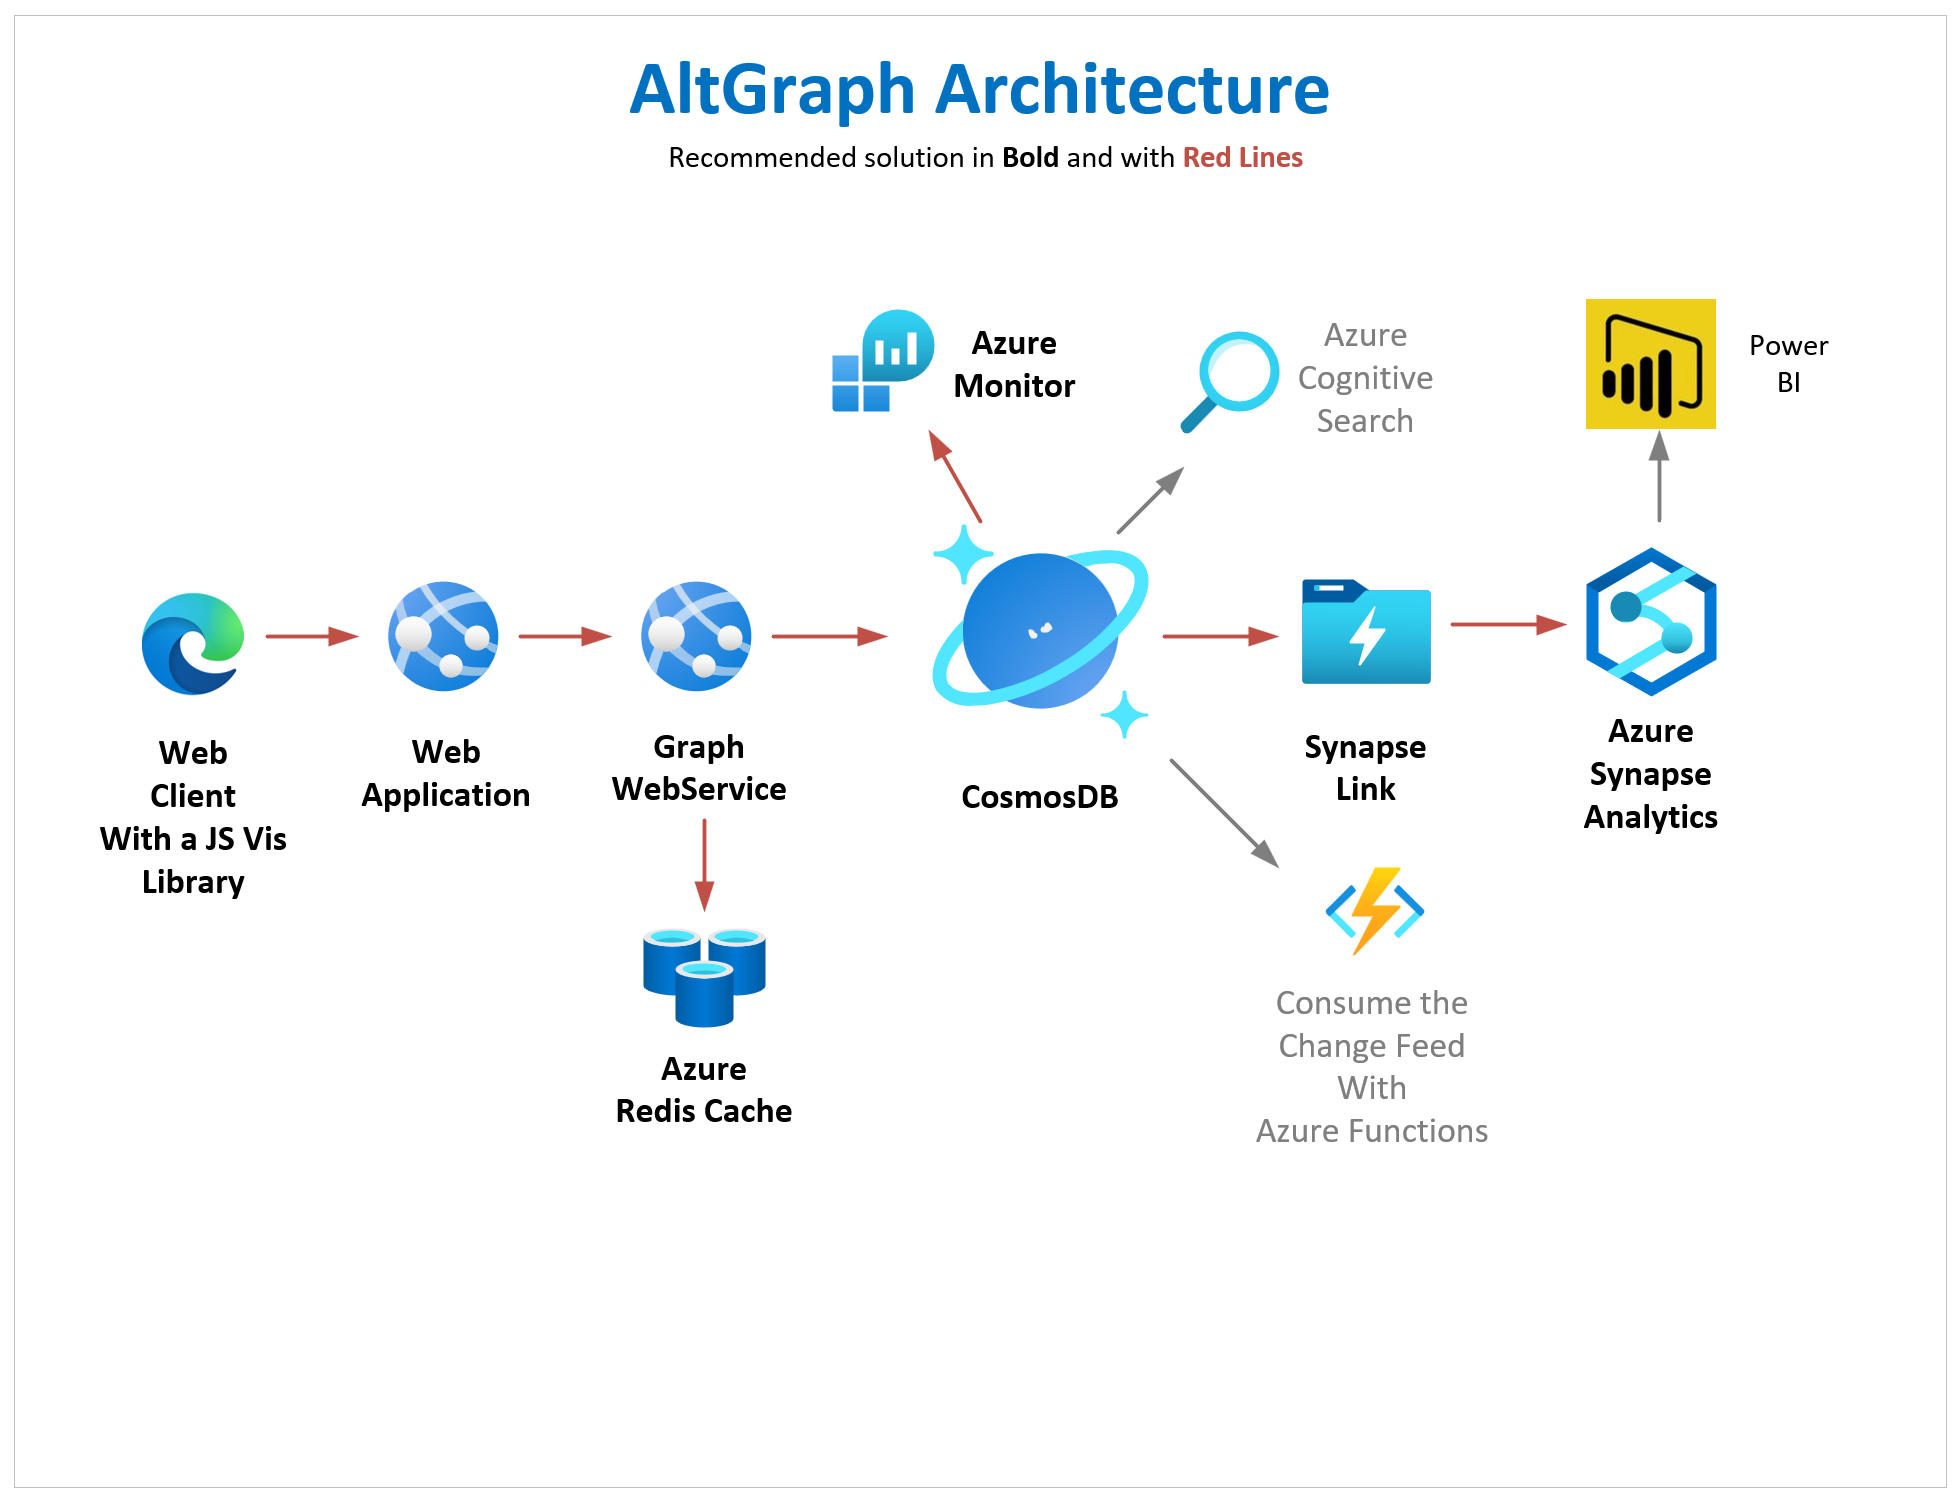 AltGraph Architecture
Recommended solution in Bold and with Red Lines
Azure
Monitor
Azure
Cognitive
Search
Power
BI
Web
Client
With a JS Vis
Library
Web
Application
Graph
WebService
CosmosDB
Synapse
Link
Azure
Synapse
Analytics
Azure
Redis Cache
Consume the
Change Feed
With
Azure Functions